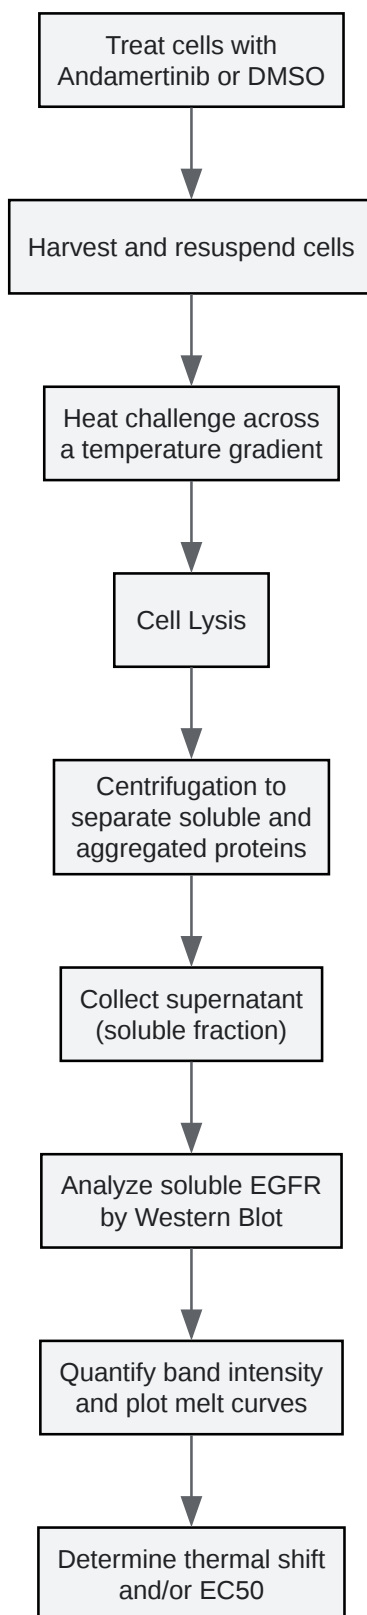 Treat cells with
Andamertinib or DMSO
Harvest and resuspend cells
Heat challenge across
a temperature gradient
Cell Lysis
Centrifugation to
separate soluble and
aggregated proteins
Collect supernatant
(soluble fraction)
Analyze soluble EGFR
by Western Blot
Quantify band intensity
and plot melt curves
Determine thermal shift
and/or EC50